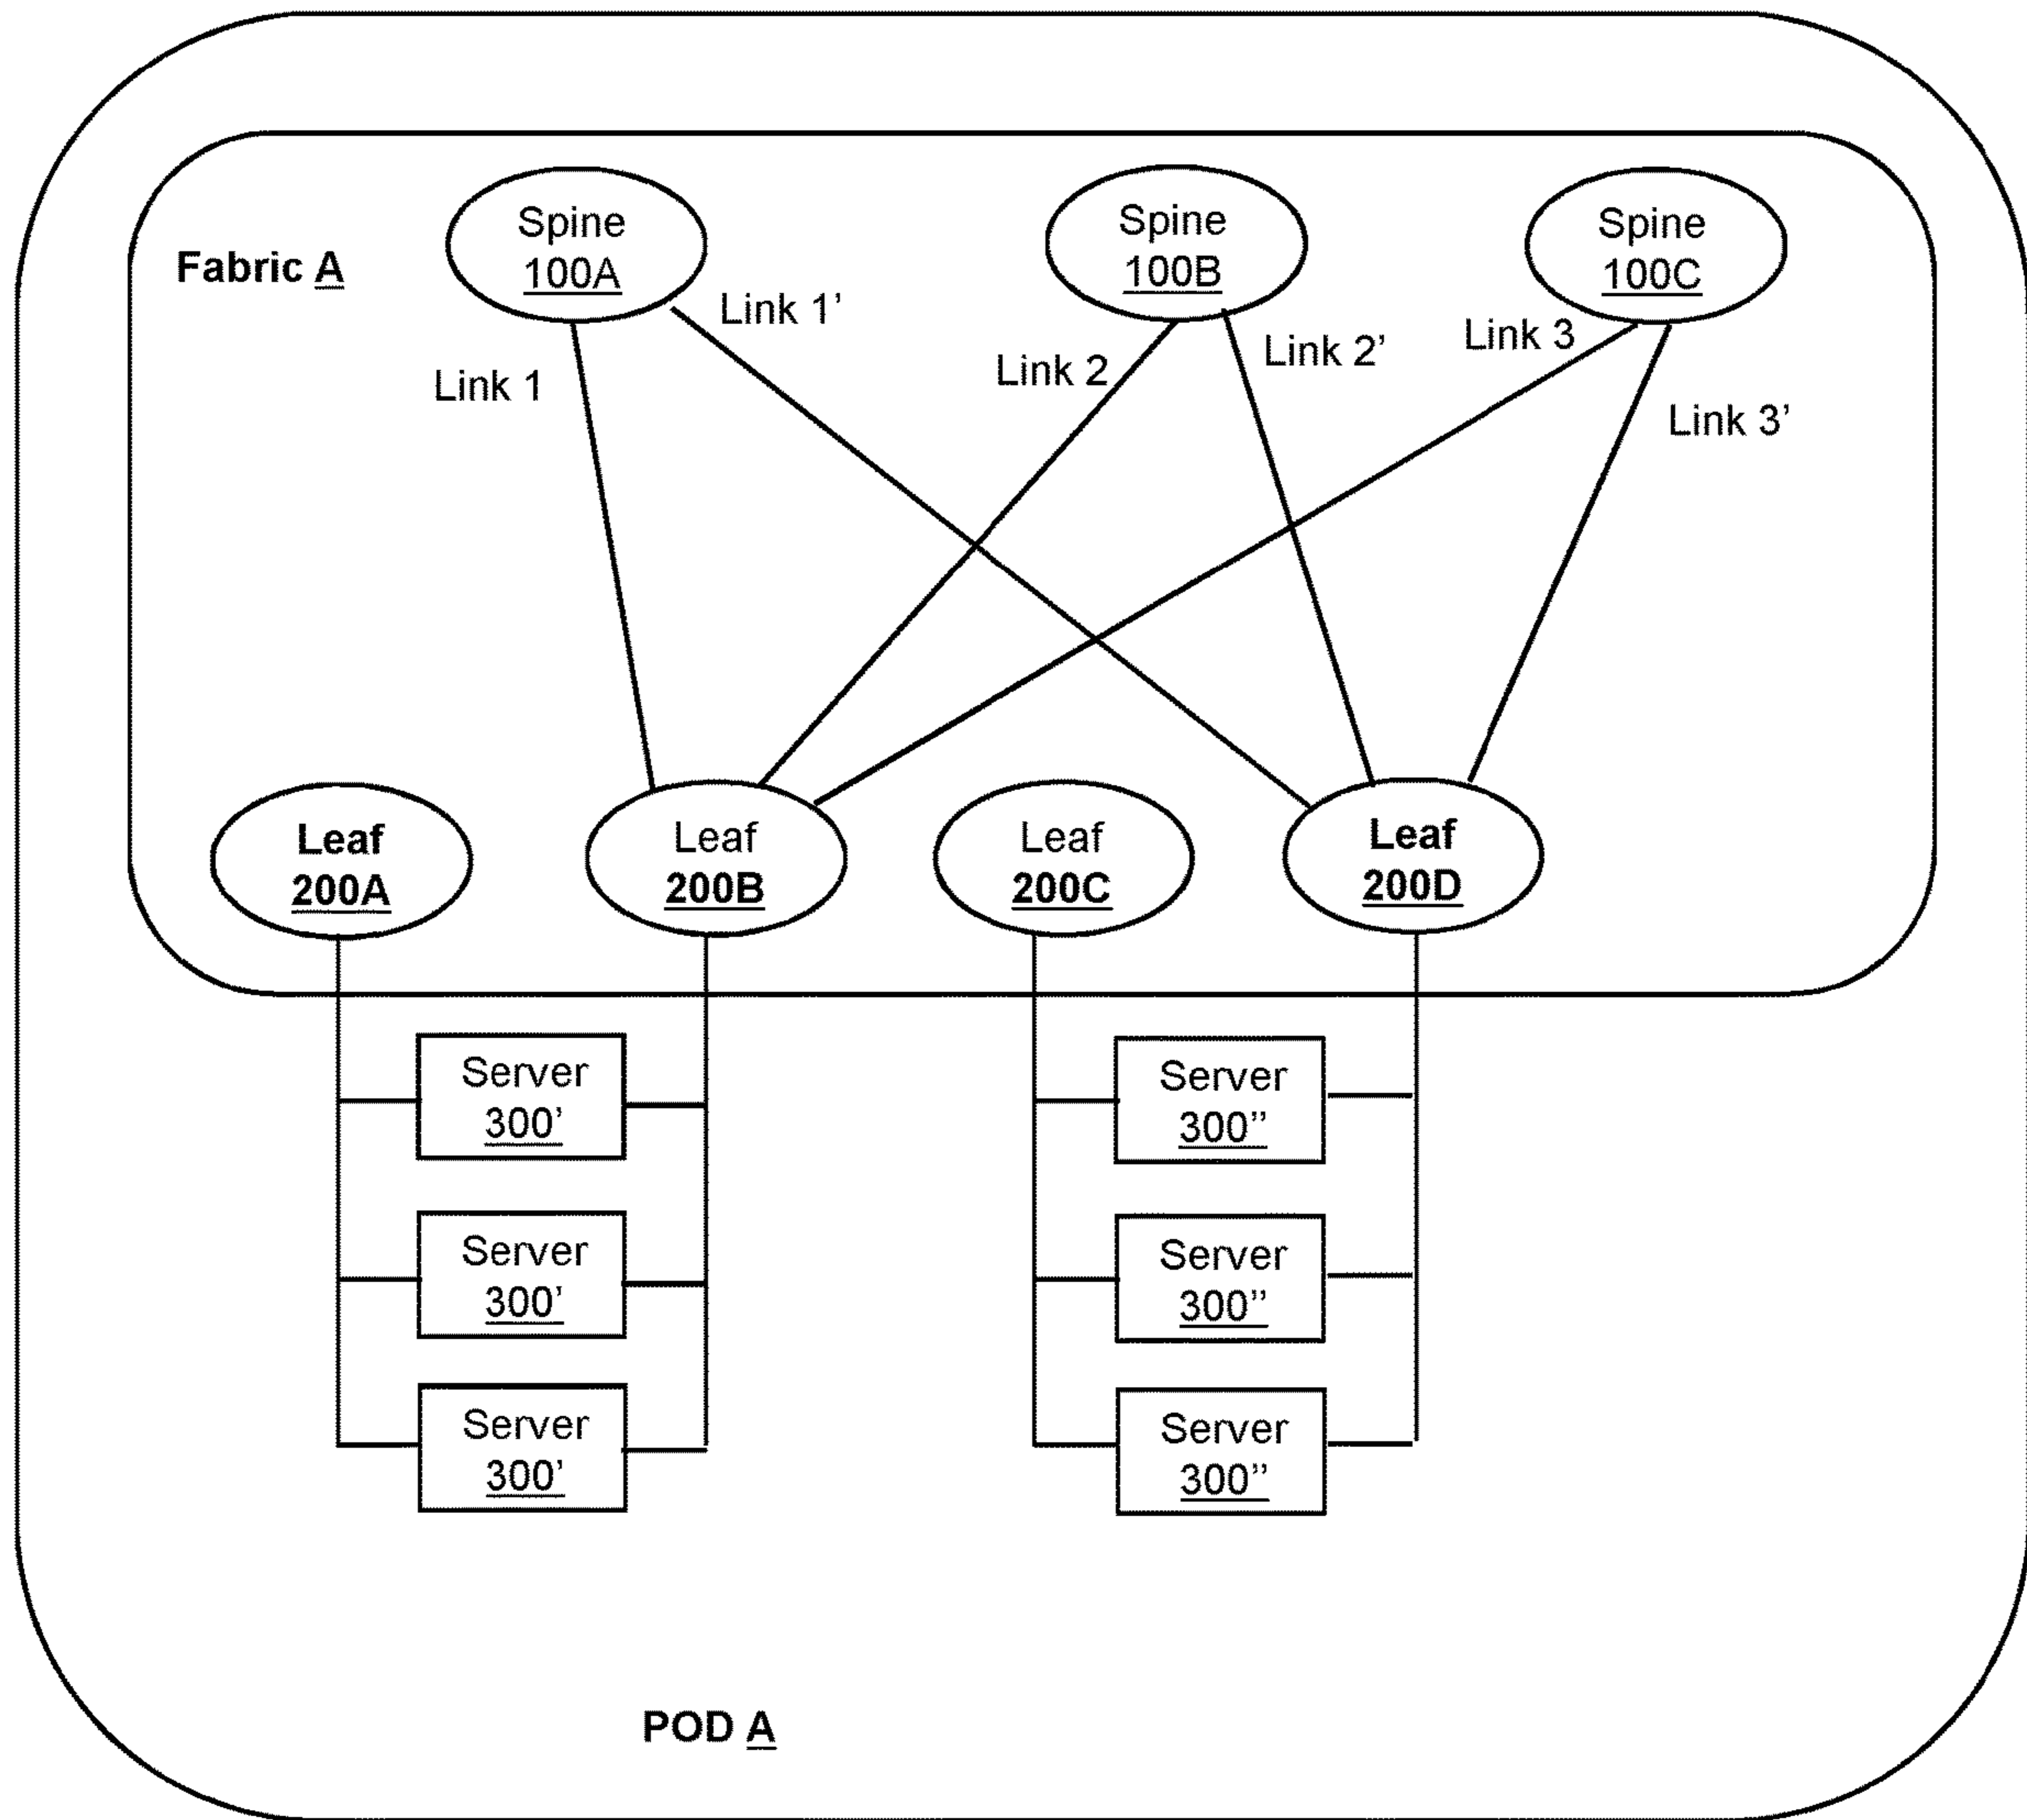 Fabric A
Spine
100A
Spine
100B
Spine
100C
Link 1
Link 1’
Link 2
Link 2’
Link 3
Link 3’
Leaf
200A
Leaf
200B
Leaf
200C
Leaf
200D
Server
300’
Server
300’’
Server
300’
Server
300’’
Server
300’
Server
300’’
POD A